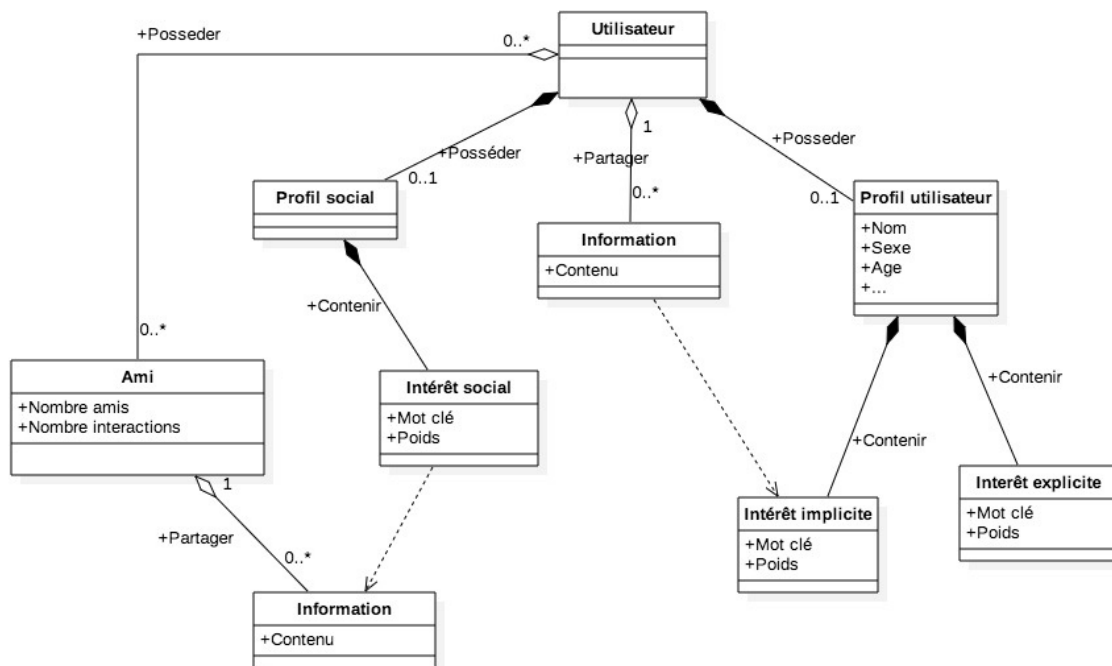 +Posseder
0..*
Utilisateur
1
+Posséder
+Partager
+Posseder
0..1
0..*
0..1
Profil social
Information
+Contenu
Profil utilisateur
+Nom
+Sexe
+Age
+...
+Contenir
0..*
Ami
+Nombre amis
+Nombre interactions
Intérêt social
+Mot clé
+Poids
+Contenir
+Contenir
1
+Partager
0..*
Intérêt implicite
+Mot clé
+Poids
Interêt explicite
+Mot clé
+Poids
Information
+Contenu